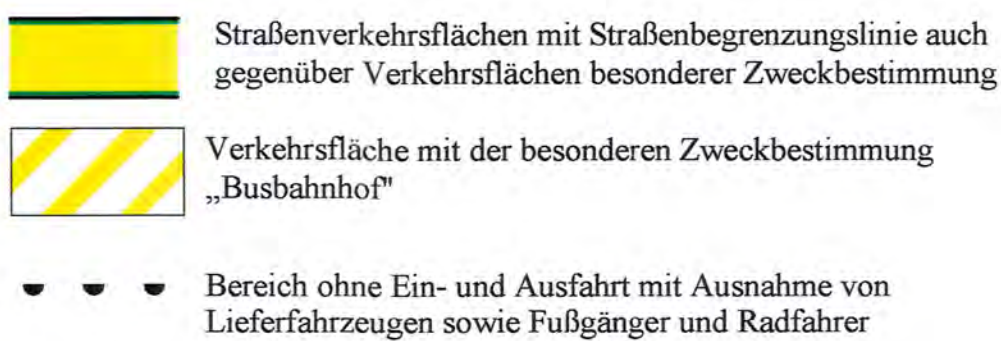 Straßenverkehrsflächen mit Straßenbegrenzungslinie auch
gegenüber Verkehrsflächen besonderer Zweckbestimmung
Verkehrsfläche mit der besonderen Zweckbestimmung
„Busbahnhof"
Bereich ohne Ein- und Ausfahrt mit Ausnahme von
Lieferfahrzeugen sowie Fußgänger und Radfahrer